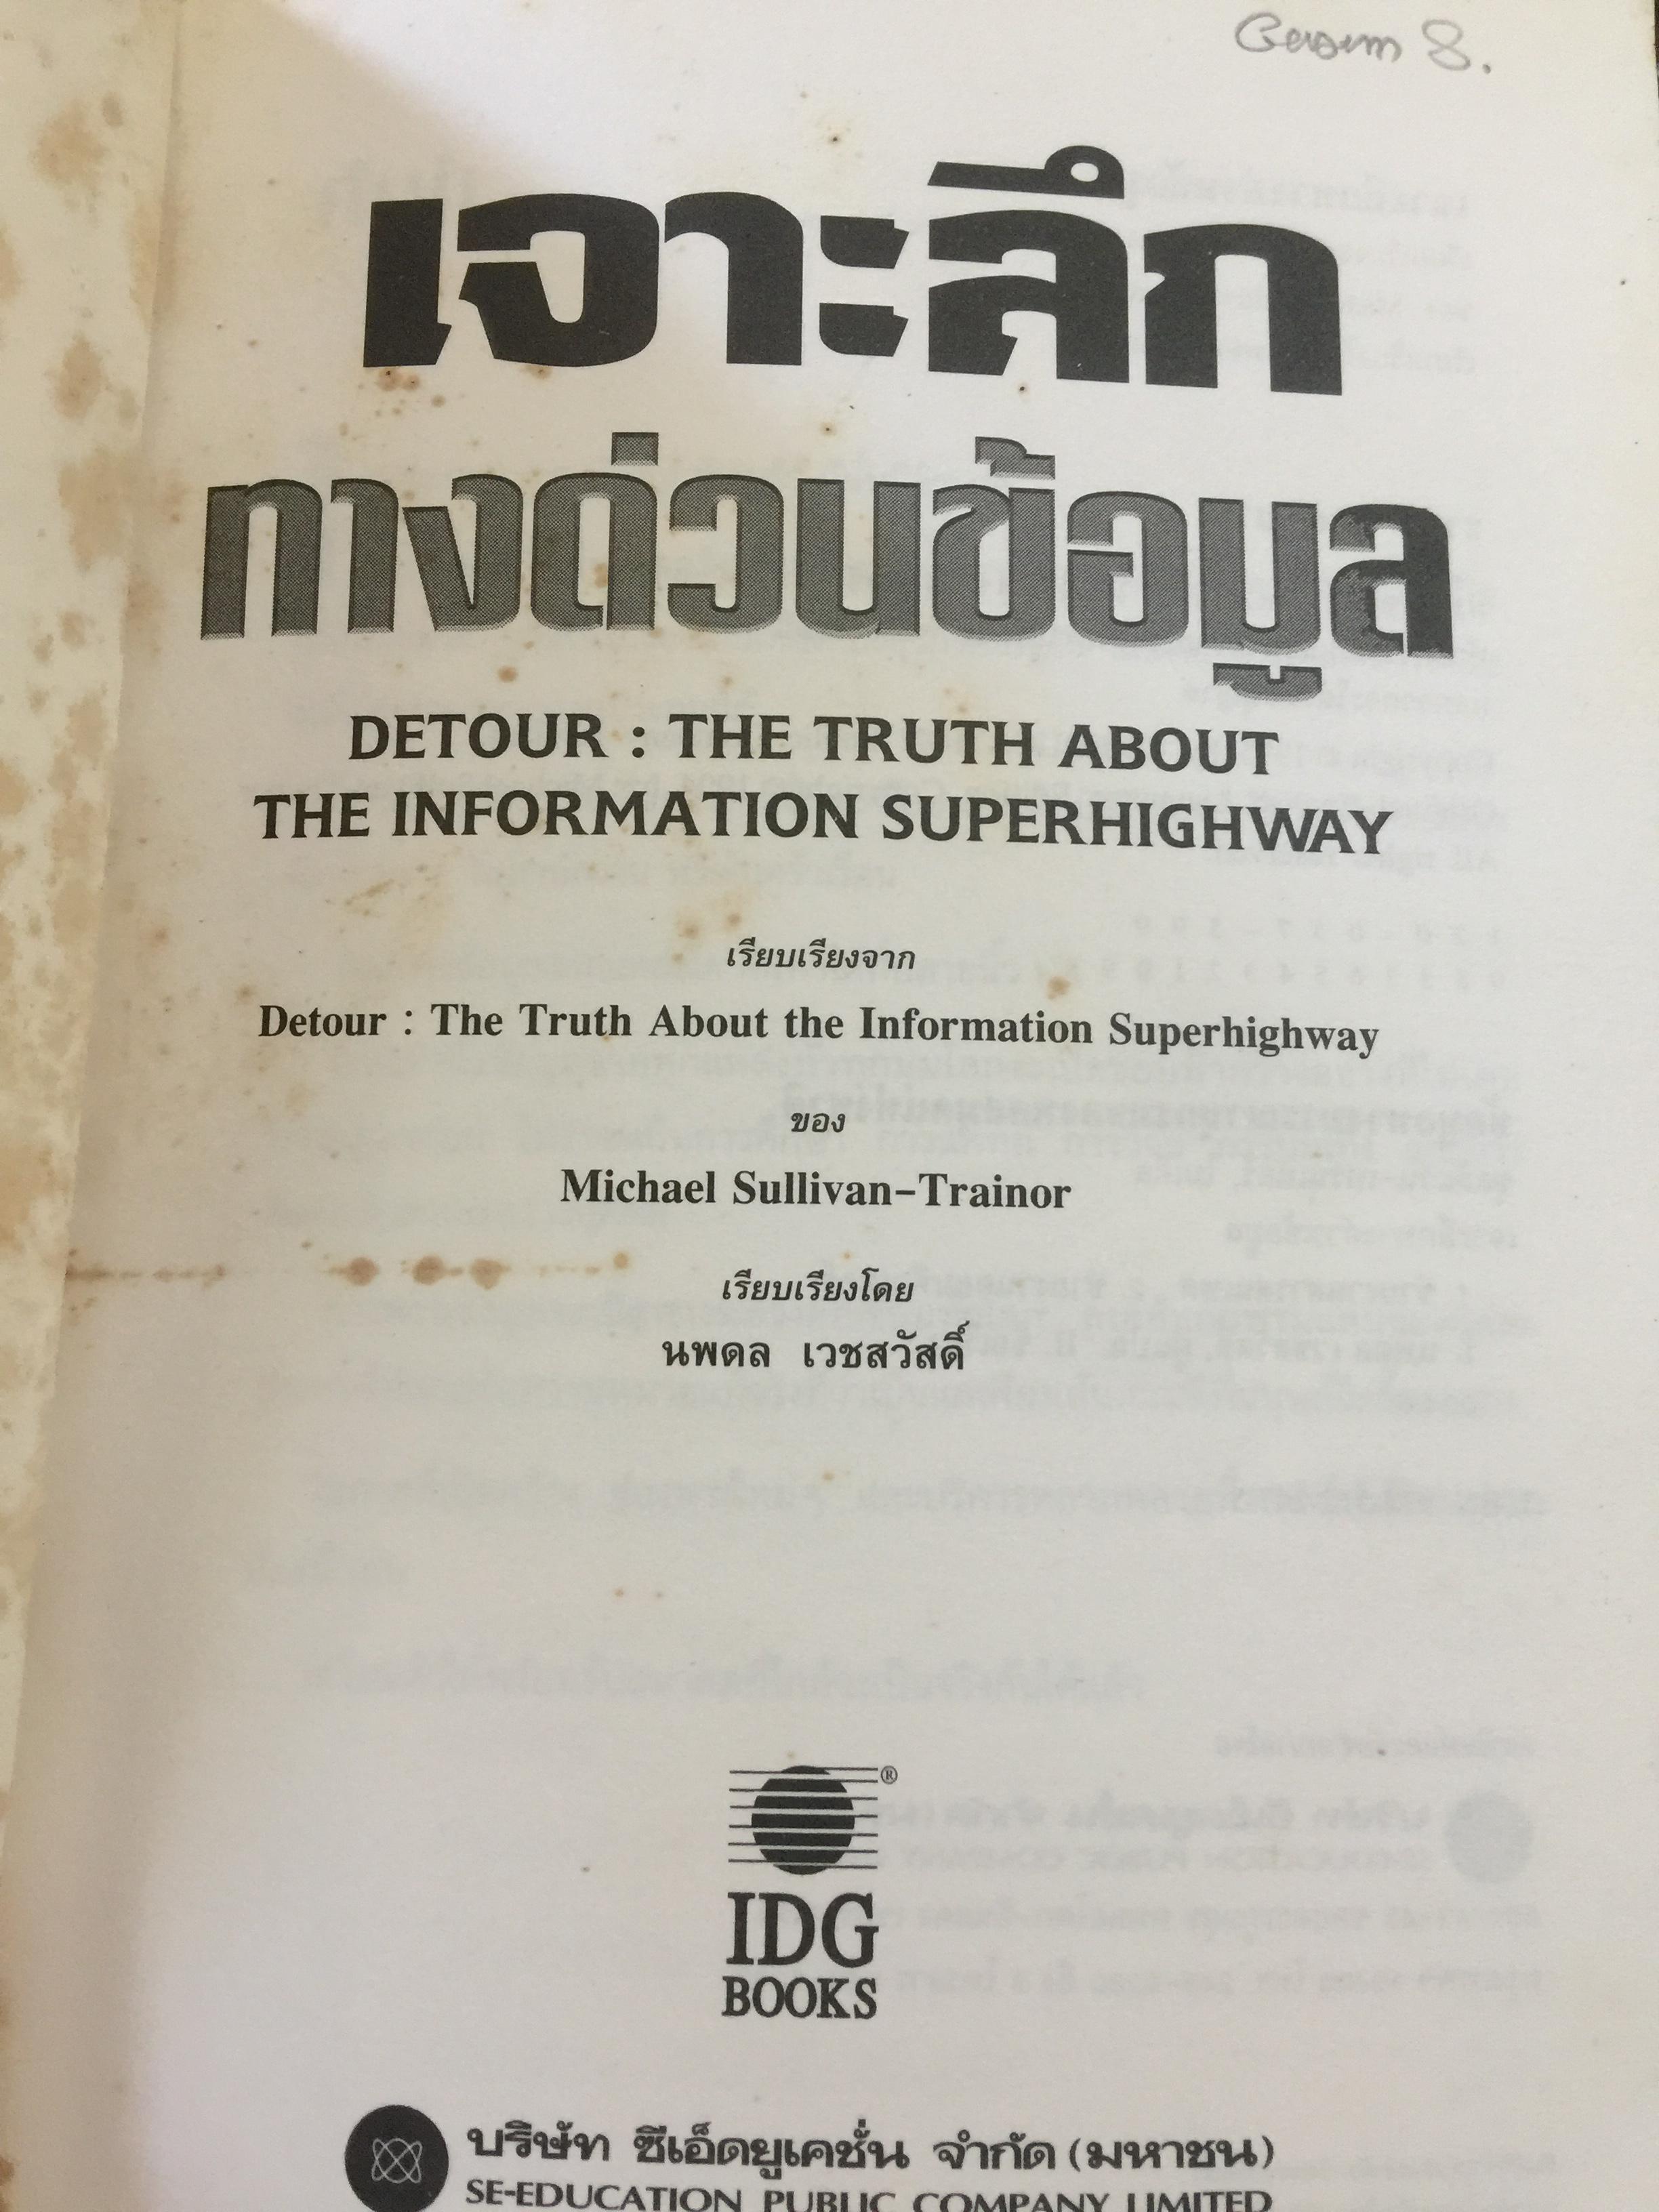 เจาะลึก
ทางด่วนข้อมูล
DETOUR : THE TRUTH ABOUT
THE INFORMATION SUPERHIGHWAY
เรียบเรียงจาก
Detour : The Truth About the Information Superhighway
ของ
Michael Sullivan-Trainor
เรียบเรียงโดย
นพดล เวชสวัสดิ์
®
IDG
BOOKS
บริษัท ซีเอ็ดยูเคชั่น จำกัด (มหาชน)
SE-EDUCATION PUBLIC COMPANY LIMITED